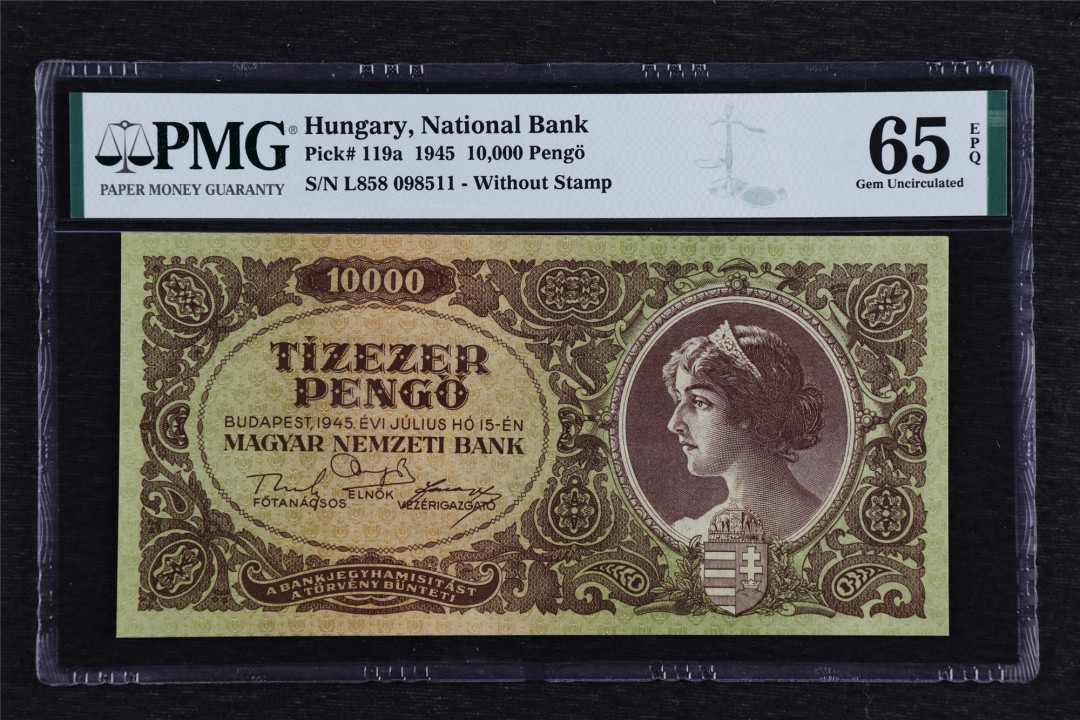 PMG®
PAPER MONEY GUARANTY
Hungary, National Bank
Pick# 119a 1945 10,000 Pengö
S/N L858 098511 - Without Stamp
65 EPQ
Gem Uncirculated
10000
TÍZEZER
PENGŐ
BUDAPEST, 1945. ÉVI JÚLIUS HÓ 15-ÉN
MAGYAR NEMZETI BANK
FŐTANÁCSOS
ELNÖK
VEZÉRIGAZGATÓ
A BANKJEGYHAMISITÁST
A TÖRVÉNY BÜNTETI